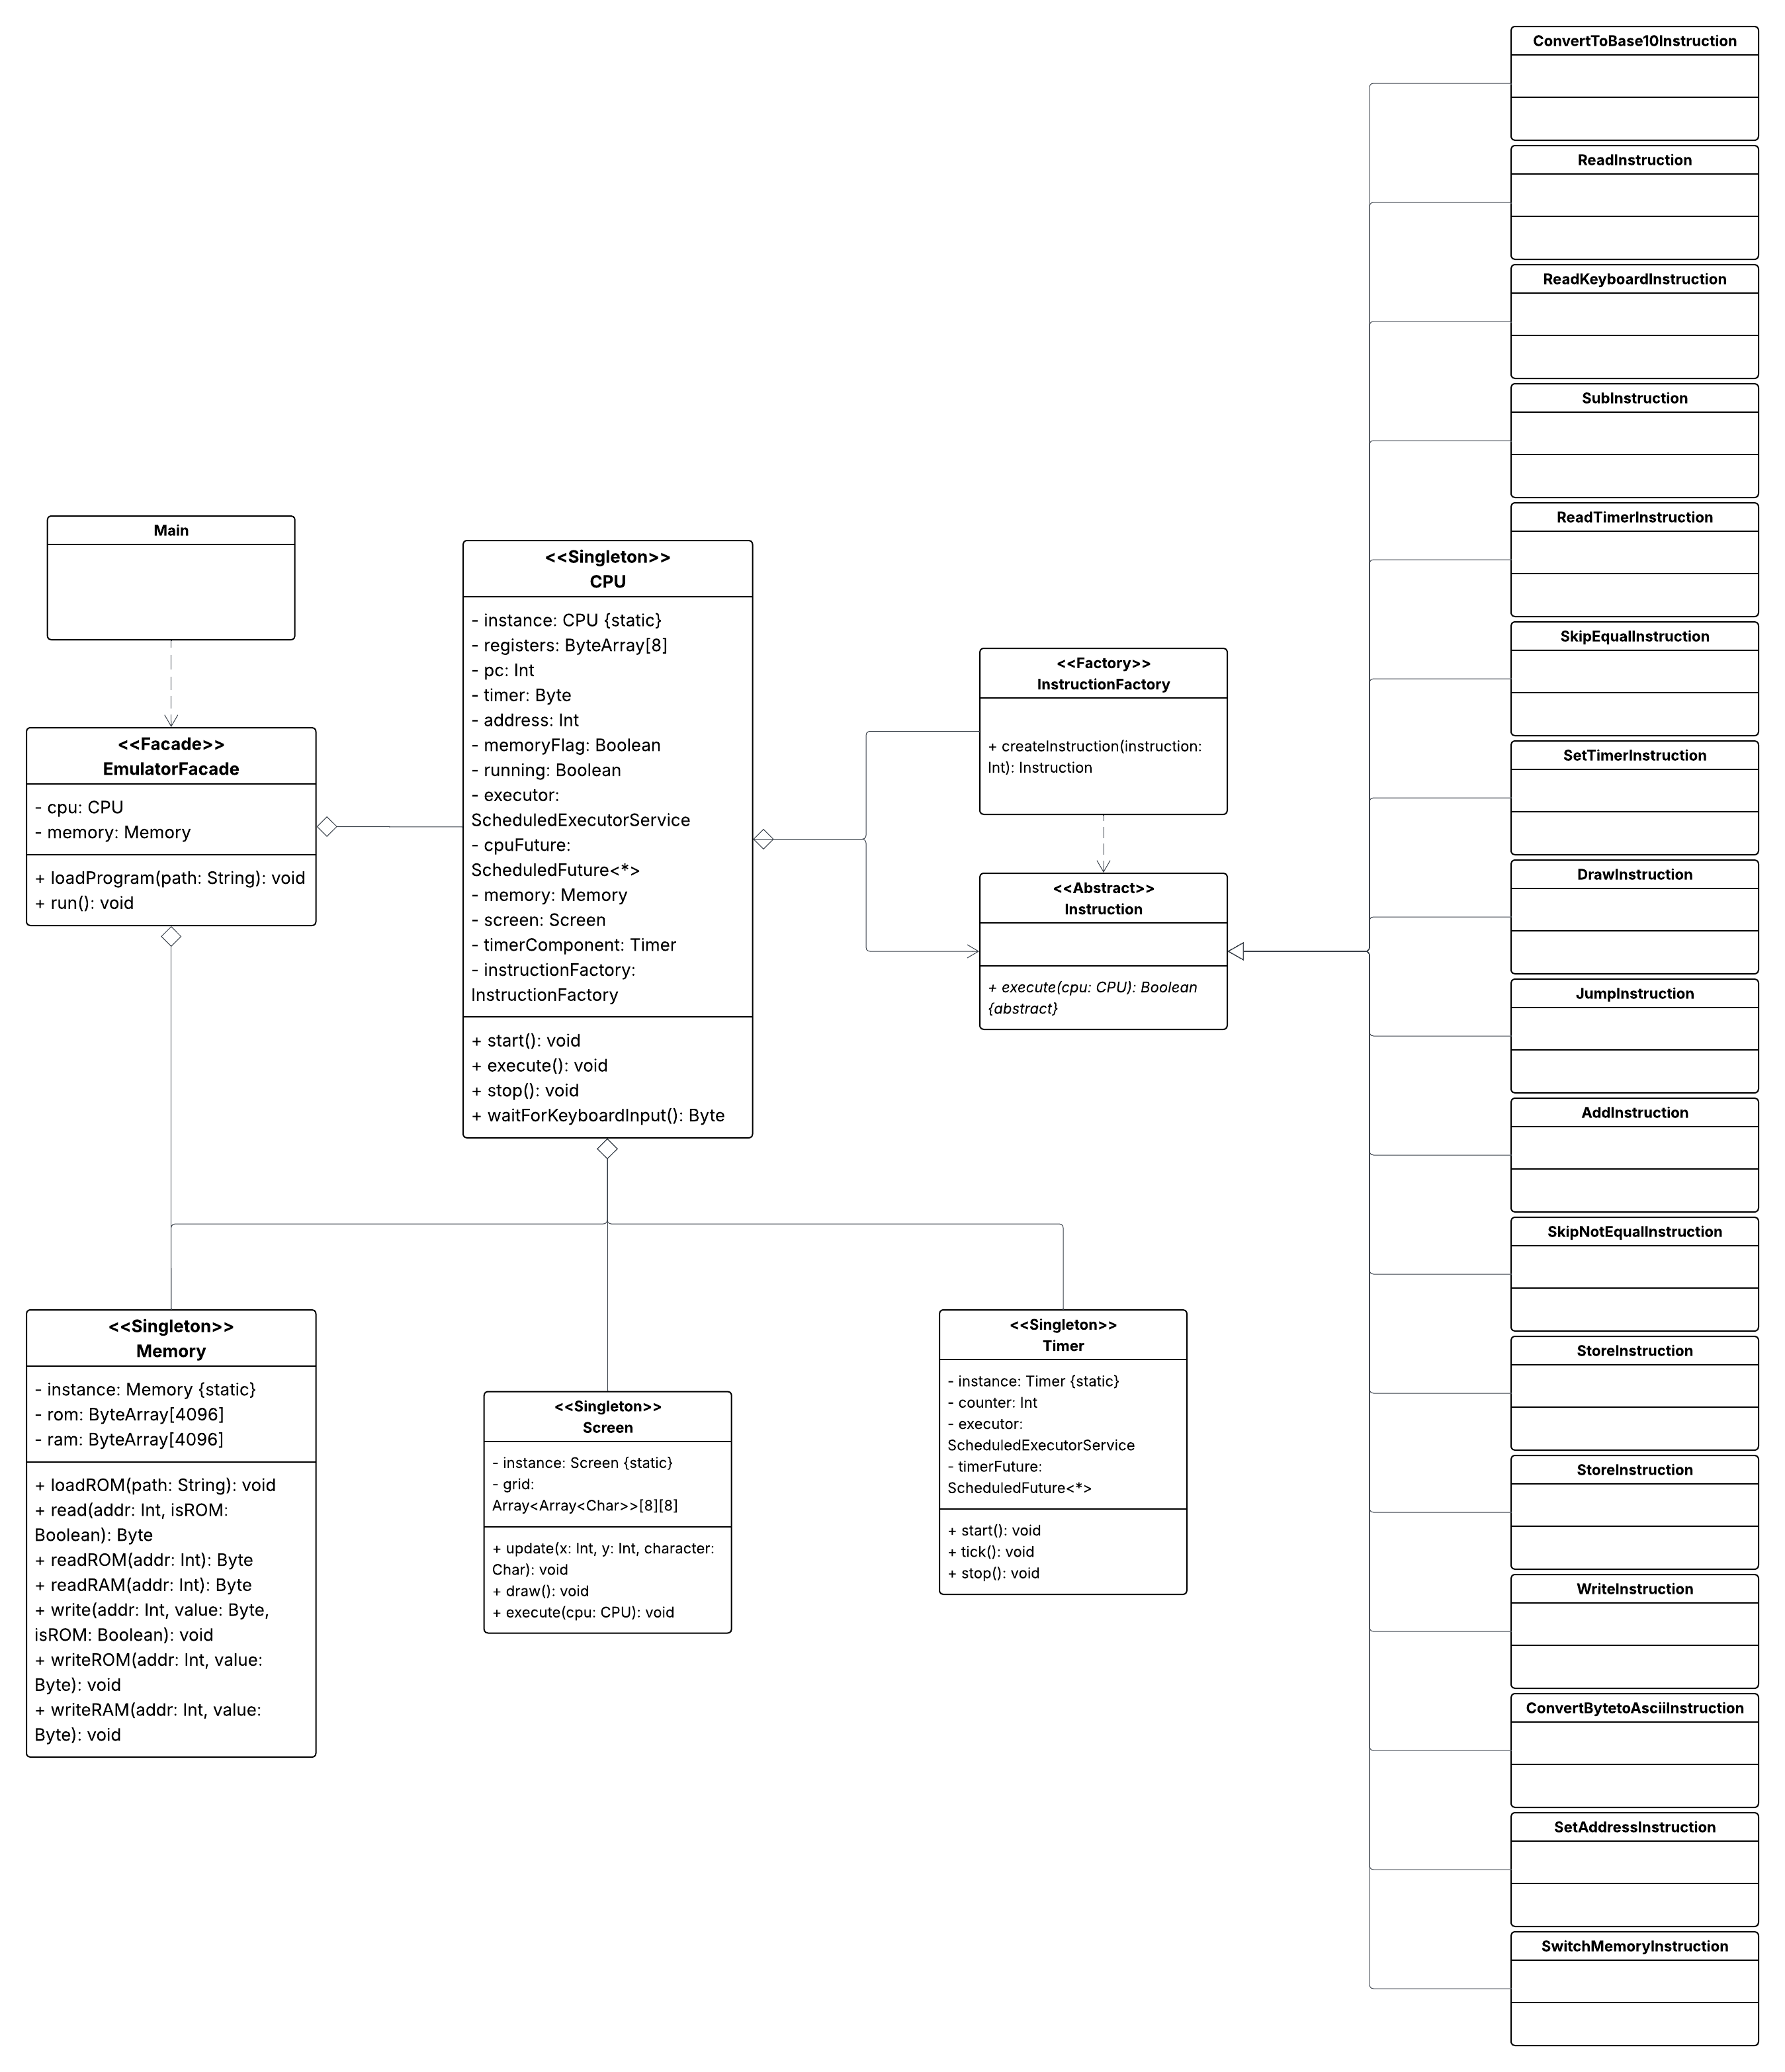 Main
<<Facade>>
EmulatorFacade
- cpu: CPU
- memory: Memory
+ loadProgram(path: String): void
+ run(): void
<<Singleton>>
Memory
- instance: Memory {static}
- rom: ByteArray[4096]
- ram: ByteArray[4096]
+ loadROM(path: String): void
+ read(addr: Int, isROM:
Boolean): Byte
+ readROM(addr: Int): Byte
+ readRAM(addr: Int): Byte
+ write(addr: Int, value: Byte,
isROM: Boolean): void
+ writeROM(addr: Int, value:
Byte): void
+ writeRAM(addr: Int, value:
Byte): void
<<Singleton>>
CPU
- instance: CPU {static}
- registers: ByteArray[8]
- pc: Int
- timer: Byte
- address: Int
- memoryFlag: Boolean
- running: Boolean
- executor:
ScheduledExecutorService
- cpuFuture:
ScheduledFuture<*>
- memory: Memory
- screen: Screen
- timerComponent: Timer
- instructionFactory:
InstructionFactory
+ start(): void
+ execute(): void
+ stop(): void
+ waitForKeyboardInput(): Byte
<<Singleton>>
Screen
- instance: Screen {static}
- grid:
Array<Array<Char>>[8][8]
+ update(x: Int, y: Int, character:
Char): void
+ draw(): void
+ execute(cpu: CPU): void
<<Singleton>>
Timer
- instance: Timer {static}
- counter: Int
- executor:
ScheduledExecutorService
- timerFuture:
ScheduledFuture<*>
+ start(): void
+ tick(): void
+ stop(): void
<<Factory>>
InstructionFactory
+ createInstruction(instruction:
Int): Instruction
<<Abstract>>
Instruction
+ execute(cpu: CPU): Boolean
{abstract}
ConvertToBase10Instruction
ReadInstruction
ReadKeyboardInstruction
SubInstruction
ReadTimerInstruction
SkipEqualInstruction
SetTimerInstruction
DrawInstruction
JumpInstruction
AddInstruction
SkipNotEqualInstruction
StoreInstruction
StoreInstruction
WriteInstruction
ConvertBytetoAsciiInstruction
SetAddressInstruction
SwitchMemoryInstruction